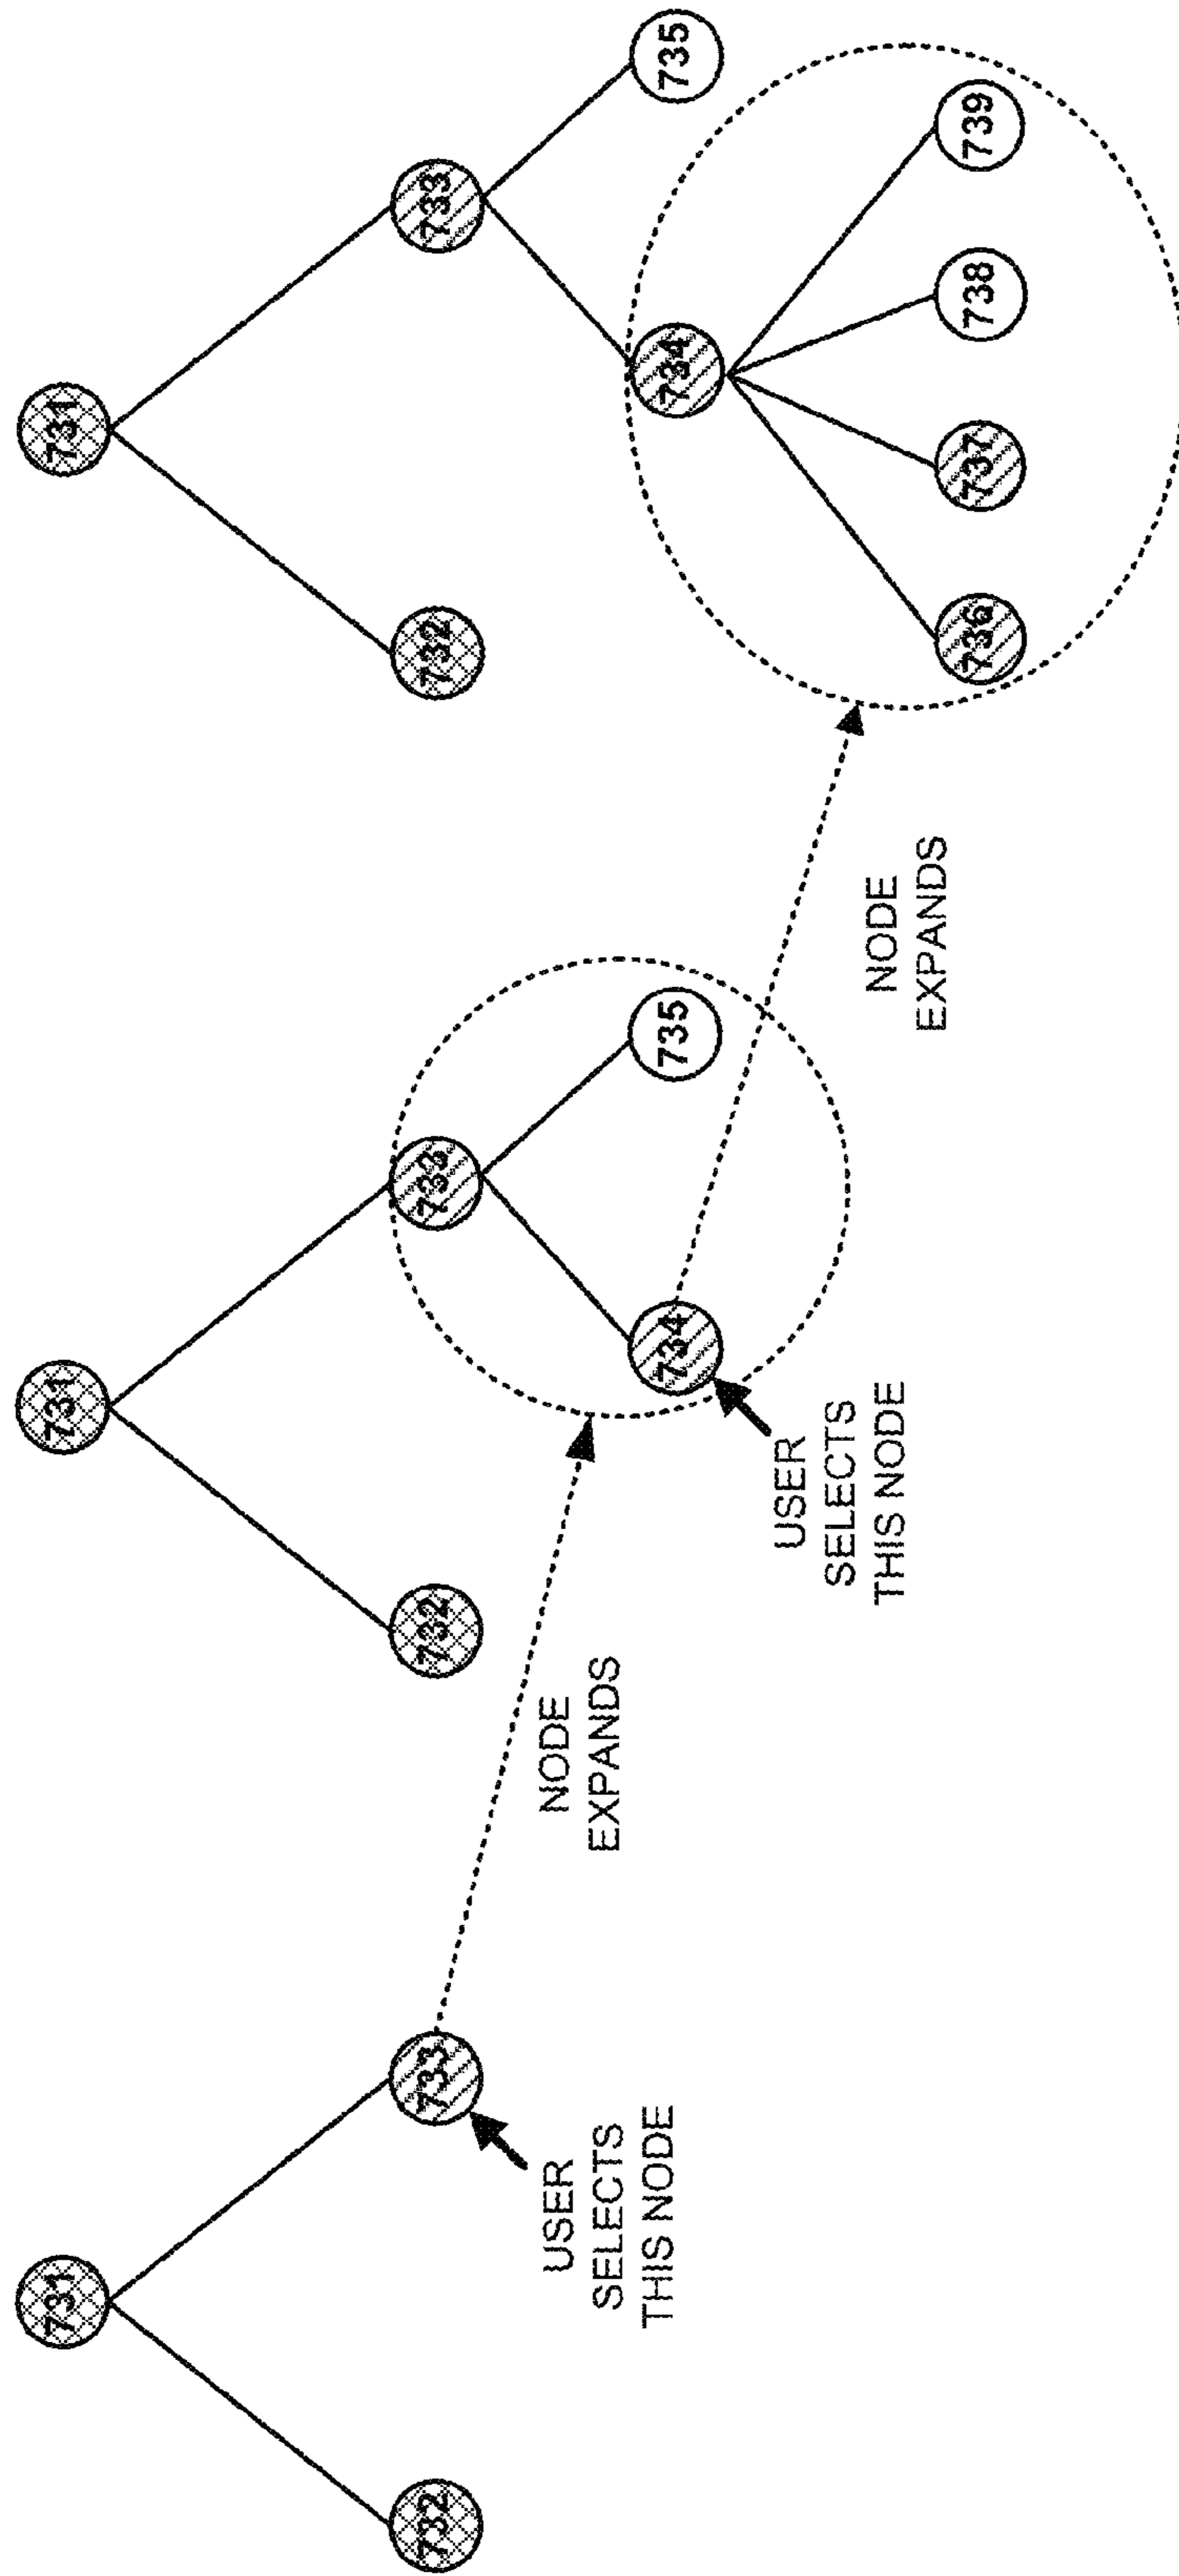 731
732
733
USER
SELECTS
THIS NODE
NODE
EXPANDS
731
732
733
734
735
USER
SELECTS
THIS NODE
NODE
EXPANDS
731
732
733
734
735
736
737
738
739